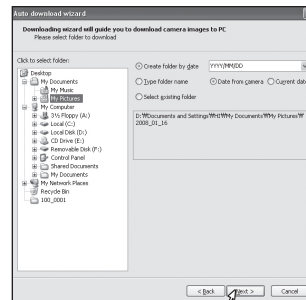 Auto download wizard
Downloading wizard will guide you to download camera images to PC
Please select folder to download
Click to select folder:
Desktop
My Documents
My Music
My Pictures
My Computer
3½ Floppy (A:)
Local (C:)
Local Disk (D:)
CD Drive (E:)
Removable Disk (F:)
Control Panel
Shared Documents
My Documents
My Network Places
Recycle Bin
100_0001
Create folder by date
YYYY/MM/DD
Type folder name
Date from camera
Current date
Select existing folder
D:₩Documents and Settings₩HI₩My Documents₩My Pictures₩
2008_01_16
< Back
Next >
Cancel